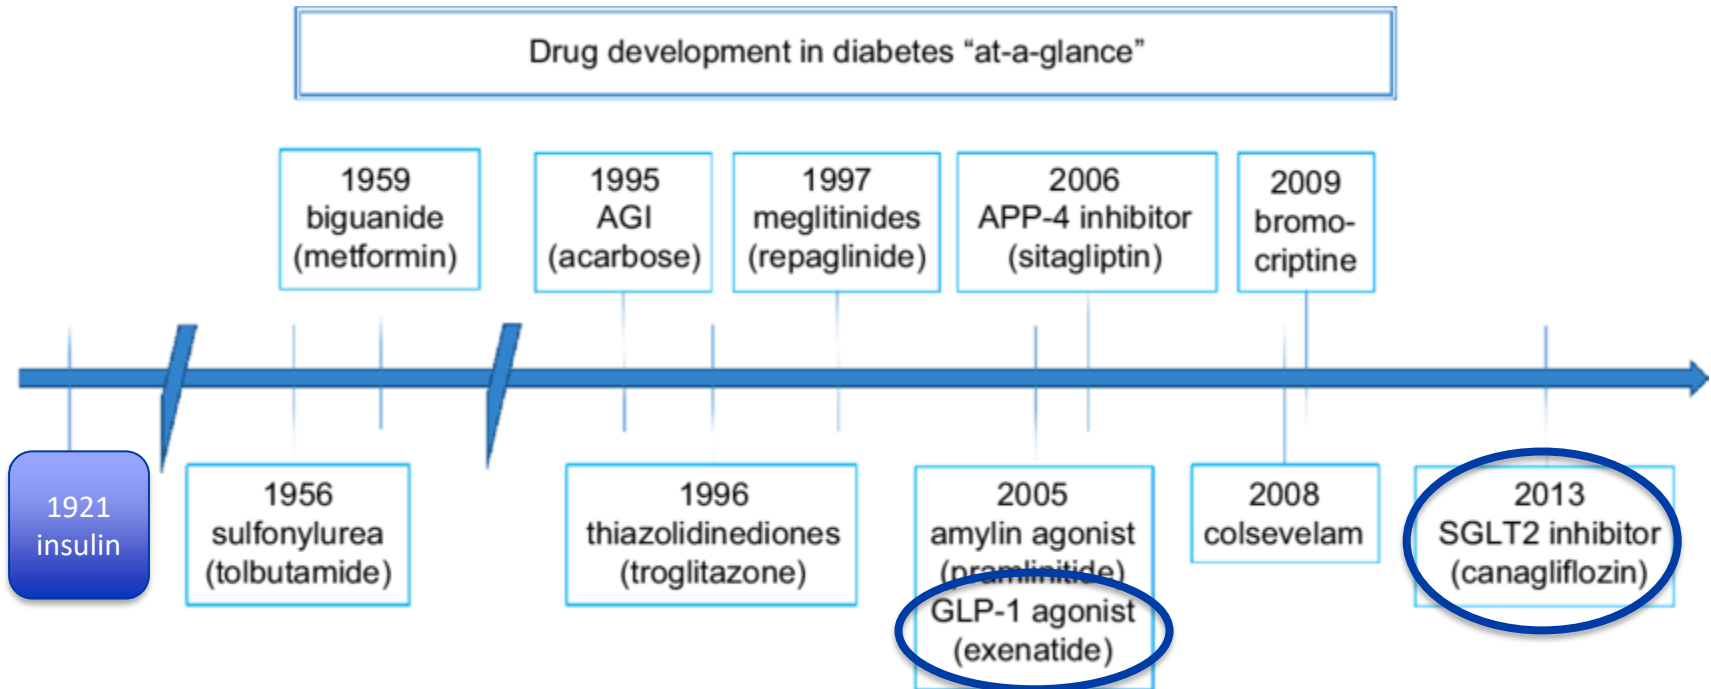 Drug development in diabetes “at-a-glance”
1959
biguanide
(metformin)
1995
AGI
(acarbose)
1997
meglitinides
(repaglinide)
2006
APP-4 inhibitor
(sitagliptin)
2009
bromo-
criptine
1921
insulin
1956
sulfonylurea
(tolbutamide)
1996
thiazolidinediones
(troglitazone)
2005
amylin agonist
(pramlinitide)
GLP-1 agonist
(exenatide)
2008
colsevelam
2013
SGLT2 inhibitor
(canagliflozin)